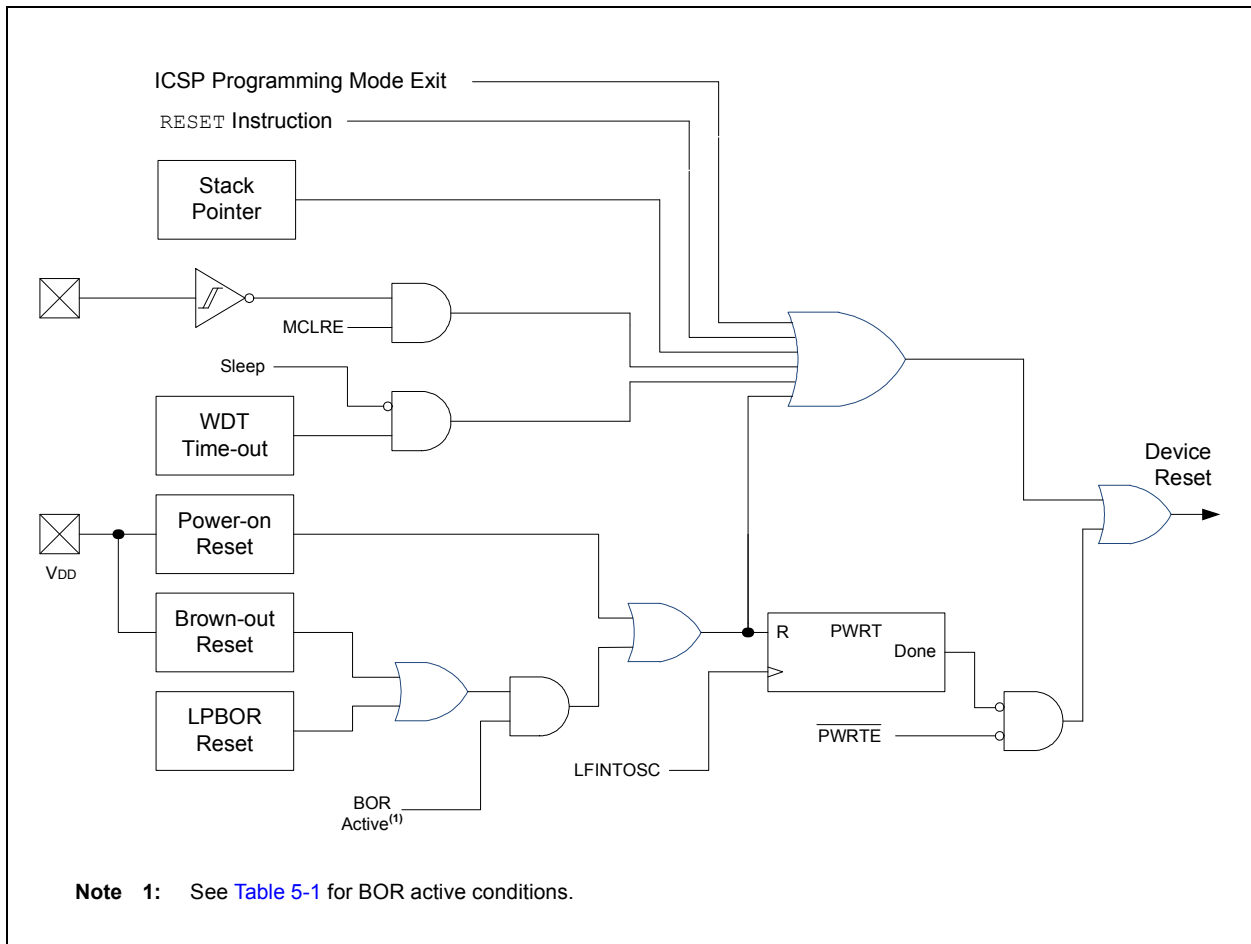 ICSP Programming Mode Exit
RESET Instruction
Stack
Pointer
MCLRE
Sleep
WDT
Time-out
Device
Reset
Power-on
Reset
VDD
Brown-out
Reset
R PWRT
Done
LPBOR
Reset
PWRTE
LFINTOSC
BOR
Active(1)
Note 1: See Table 5-1 for BOR active conditions.